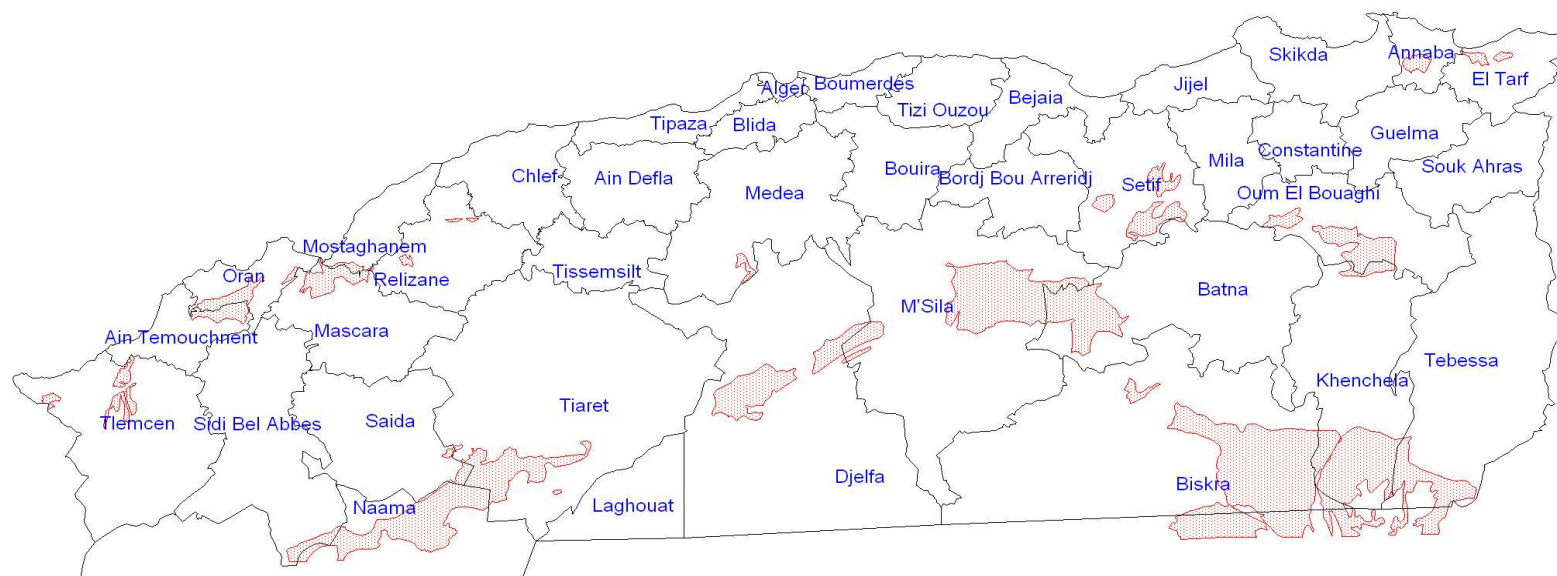 Skikda
Annaba
El Tarf
Jijel
Alger
Boumerdes
Bejaia
Tizi Ouzou
Tipaza
Blida
Guelma
Constantine
Mila
Souk Ahras
Chlef
Ain Defla
Medea
Bouira
Bordj Bou Arreridj
Setif
Oum El Bouaghi
Mostaghanem
Oran
Relizane
Tissemsilt
M'Sila
Batna
Ain Temouchnent
Mascara
Tebessa
Khenchela
Tlemcen
Sidi Bel Abbes
Saida
Tiaret
Naama
Laghouat
Djelfa
Biskra